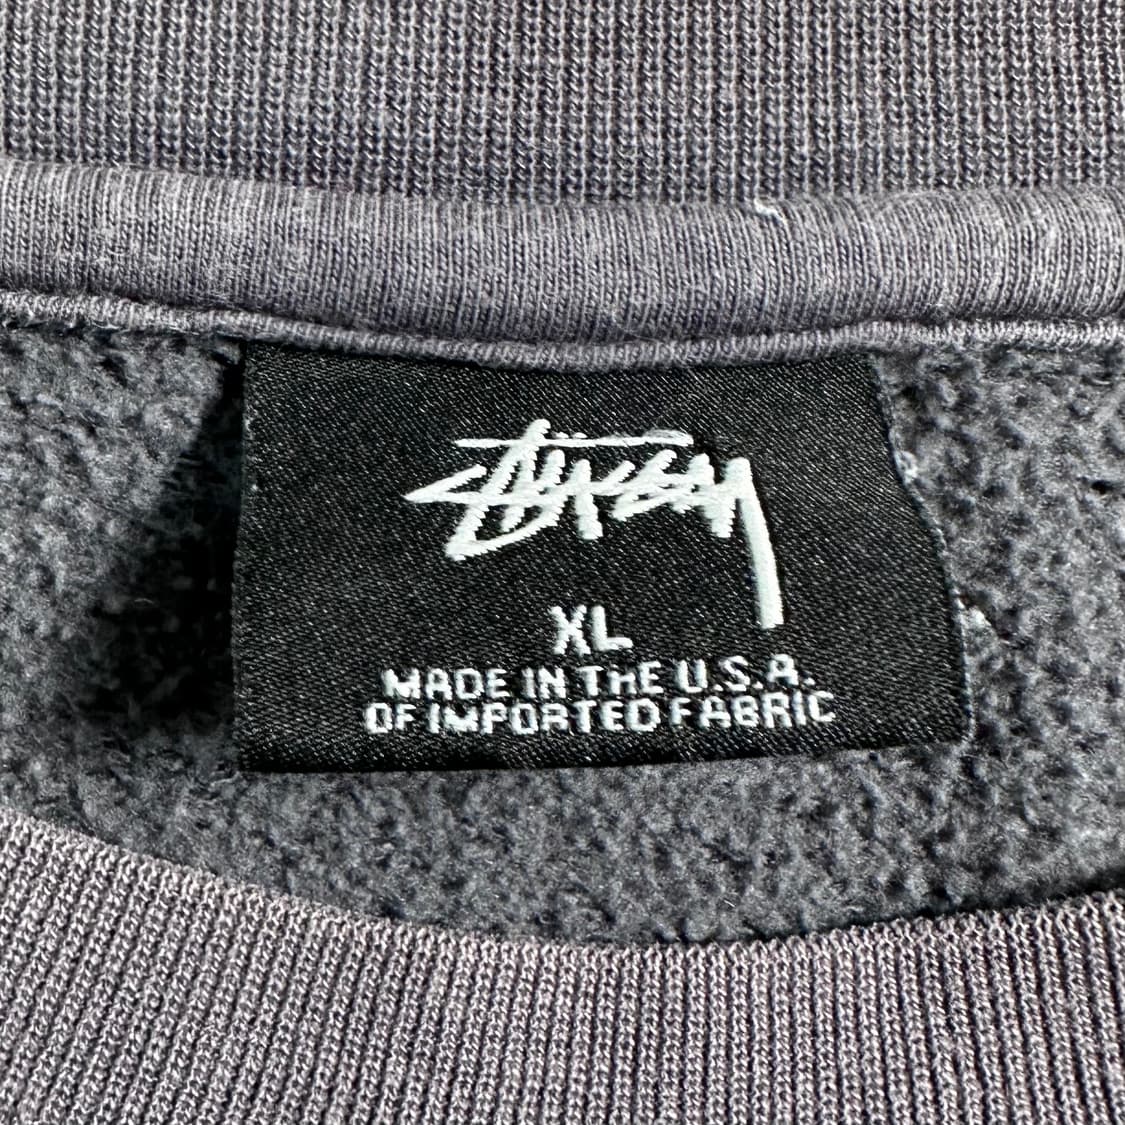 Stüssy
XL
MADE IN THE U.S.A.
OF IMPORTED FABRIC